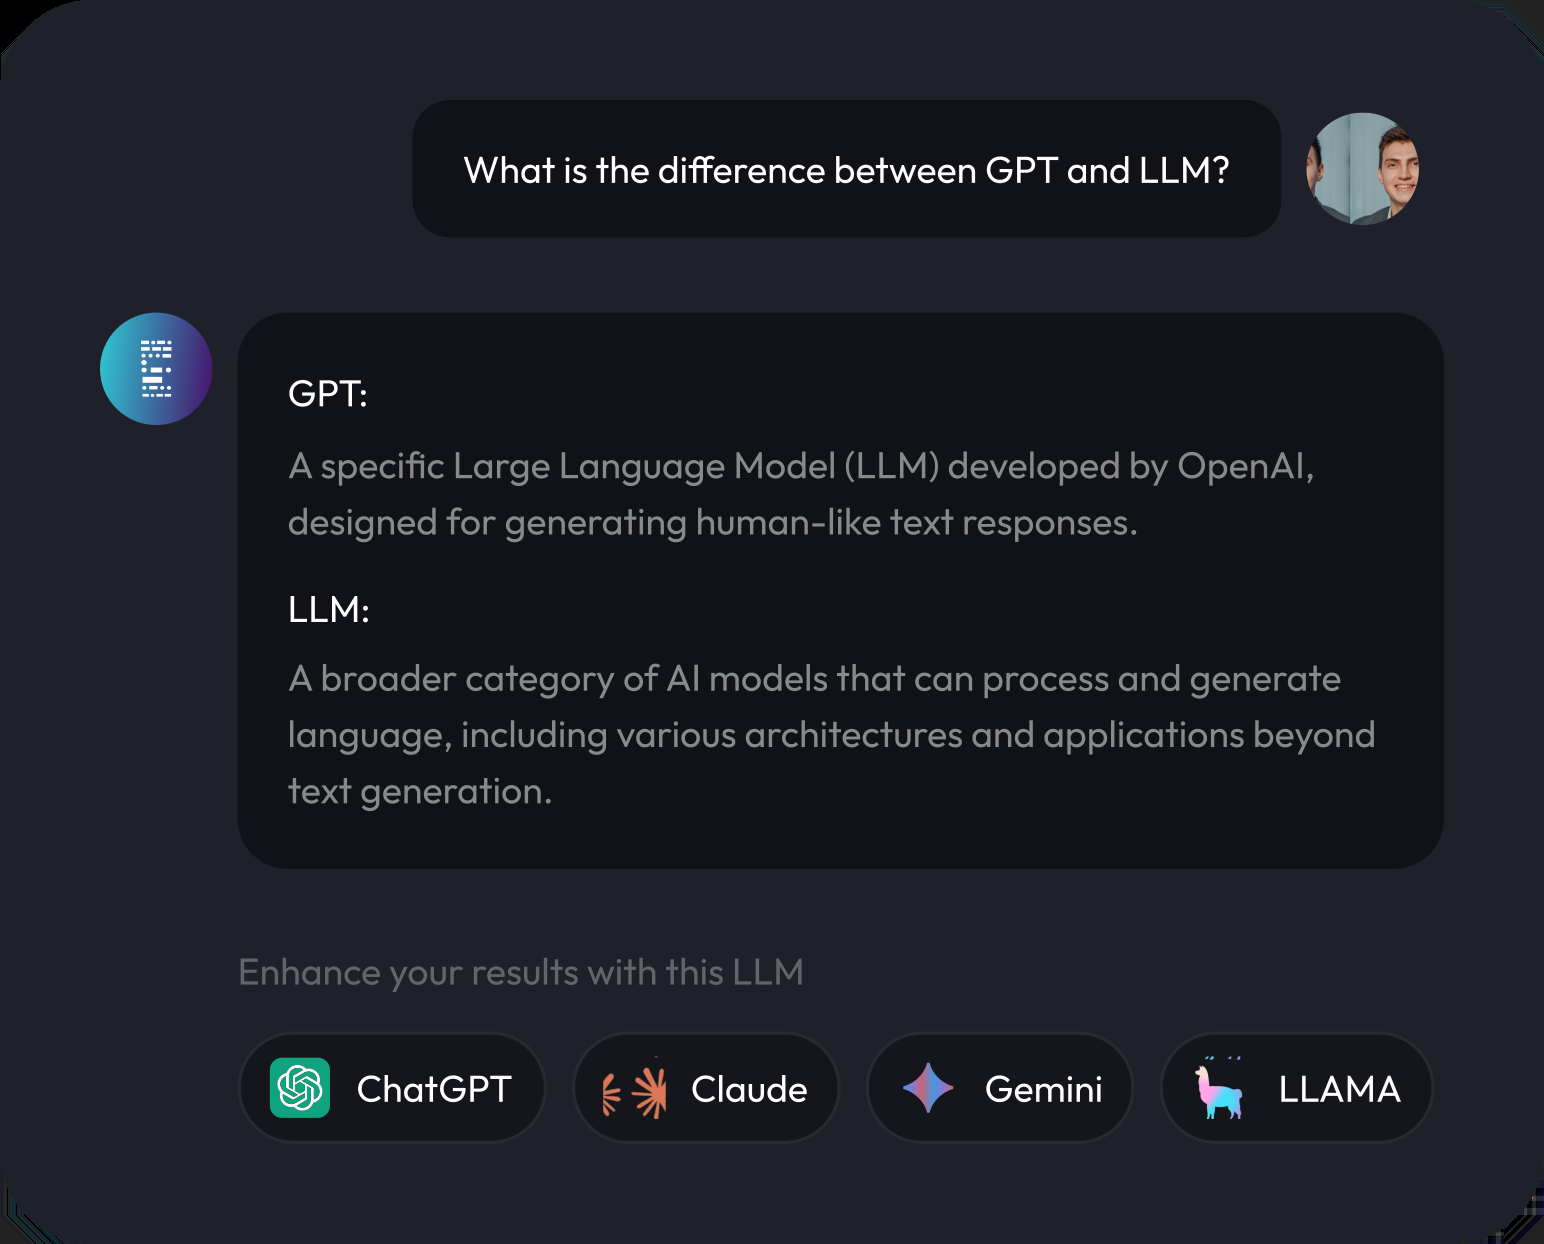 What is the difference between GPT and LLM?
GPT:
A specific Large Language Model (LLM) developed by OpenAI,
designed for generating human-like text responses.
LLM:
A broader category of AI models that can process and generate
language, including various architectures and applications beyond
text generation.
Enhance your results with this LLM
ChatGPT
Claude
Gemini
LLAMA